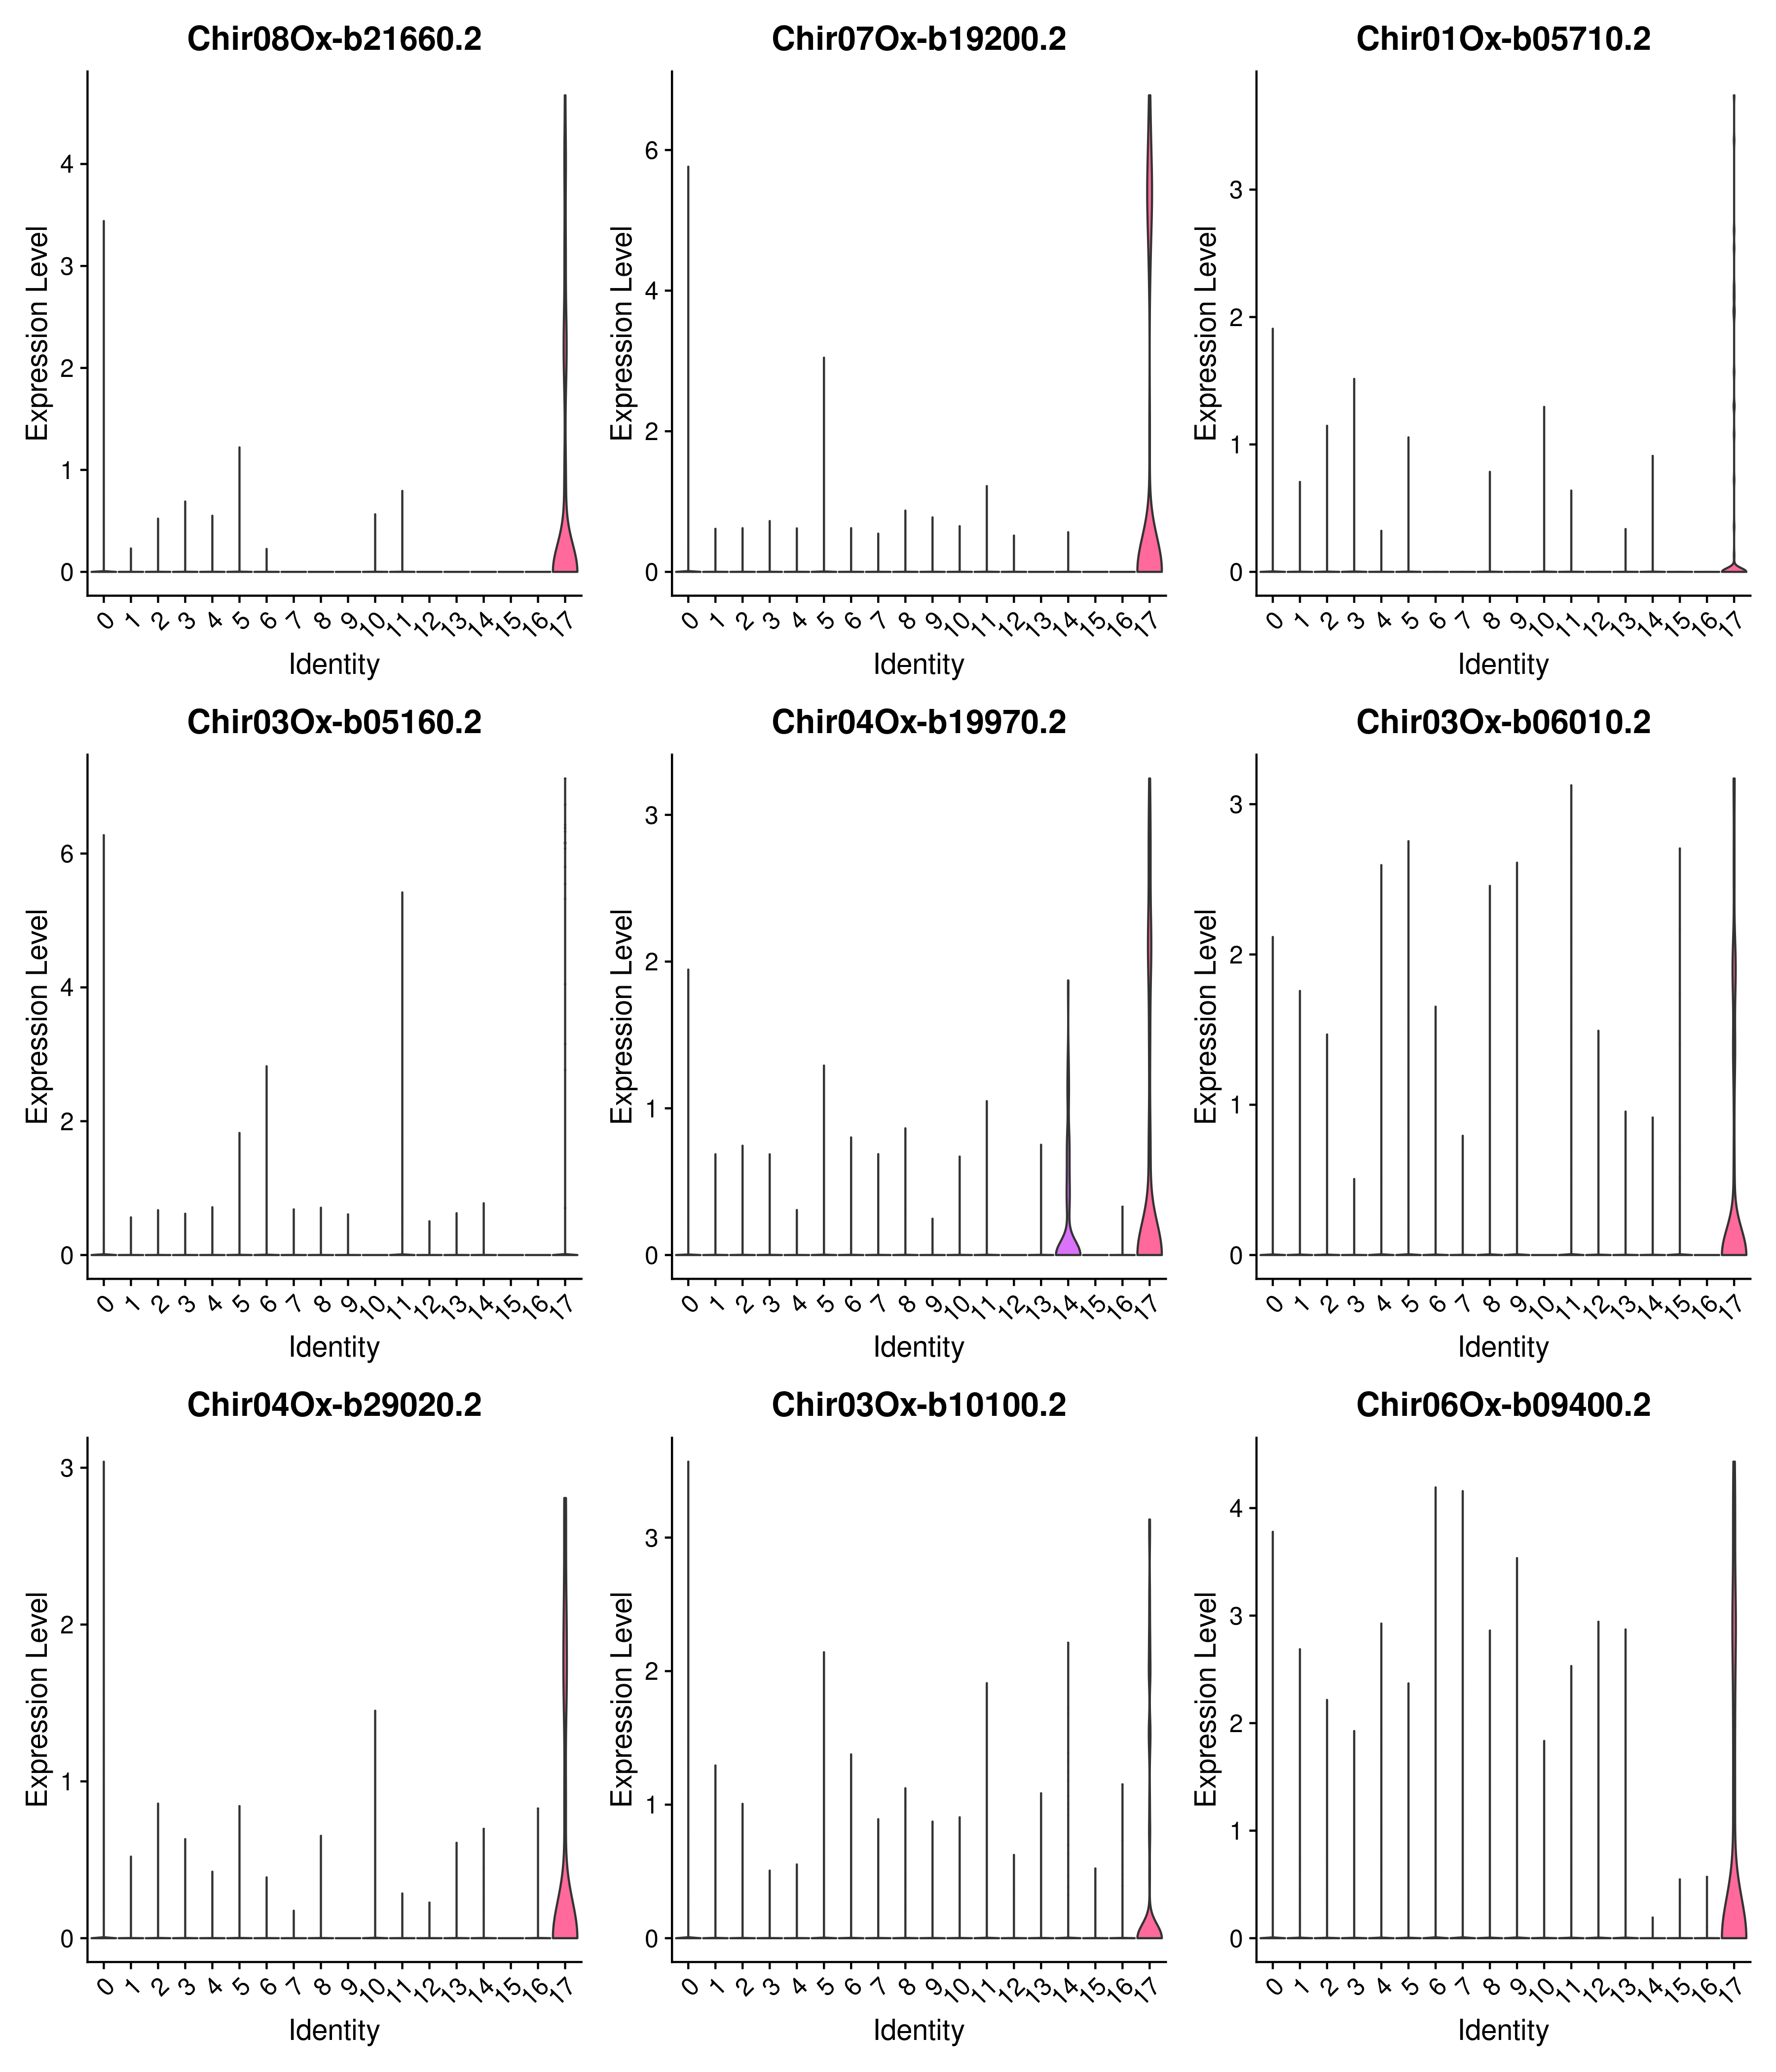 Chir08Ox-b21660.2
Expression Level
4
3
2
1
0
0 1 2 3 4 5 6 7 8 9 10 11 12 13 14 15 16 17
Identity
Chir07Ox-b19200.2
Expression Level
6
4
2
0
0 1 2 3 4 5 6 7 8 9 10 11 12 13 14 15 16 17
Identity
Chir01Ox-b05710.2
Expression Level
3
2
1
0
0 1 2 3 4 5 6 7 8 9 10 11 12 13 14 15 16 17
Identity
Chir03Ox-b05160.2
Expression Level
6
4
2
0
0 1 2 3 4 5 6 7 8 9 10 11 12 13 14 15 16 17
Identity
Chir04Ox-b19970.2
Expression Level
3
2
1
0
0 1 2 3 4 5 6 7 8 9 10 11 12 13 14 15 16 17
Identity
Chir03Ox-b06010.2
Expression Level
3
2
1
0
0 1 2 3 4 5 6 7 8 9 10 11 12 13 14 15 16 17
Identity
Chir04Ox-b29020.2
Expression Level
3
2
1
0
0 1 2 3 4 5 6 7 8 9 10 11 12 13 14 15 16 17
Identity
Chir03Ox-b10100.2
Expression Level
3
2
1
0
0 1 2 3 4 5 6 7 8 9 10 11 12 13 14 15 16 17
Identity
Chir06Ox-b09400.2
Expression Level
4
3
2
1
0
0 1 2 3 4 5 6 7 8 9 10 11 12 13 14 15 16 17
Identity